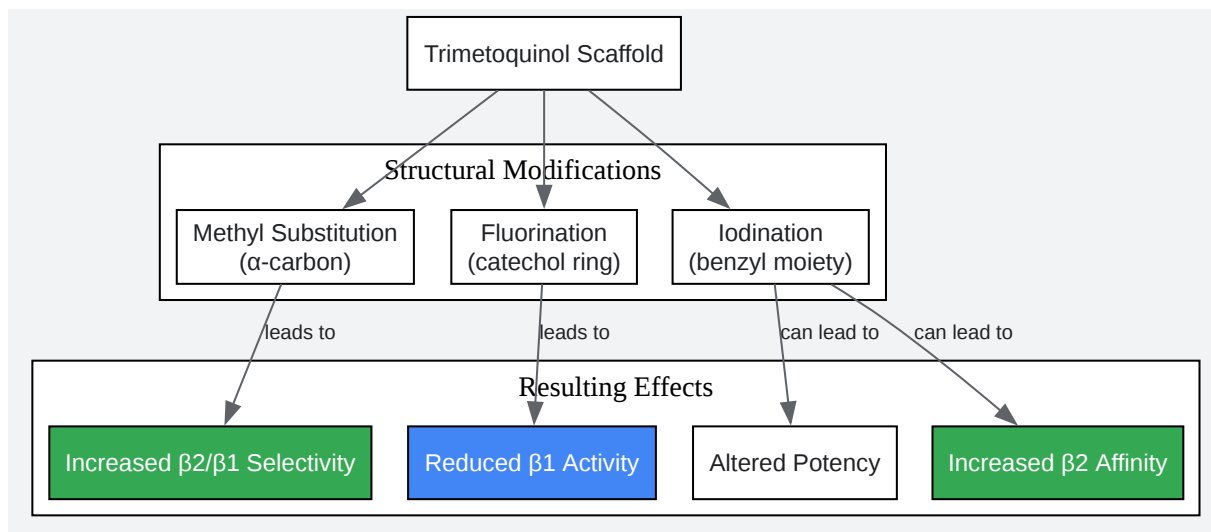 Trimetoquinol Scaffold
Structural Modifications
Methyl Substitution
(α-carbon)
Fluorination
(catechol ring)
Iodination
(benzyl moiety)
leads to
leads to
can lead to
can lead to
Resulting Effects
Increased β2/β1 Selectivity
Reduced β1 Activity
Altered Potency
Increased β2 Affinity